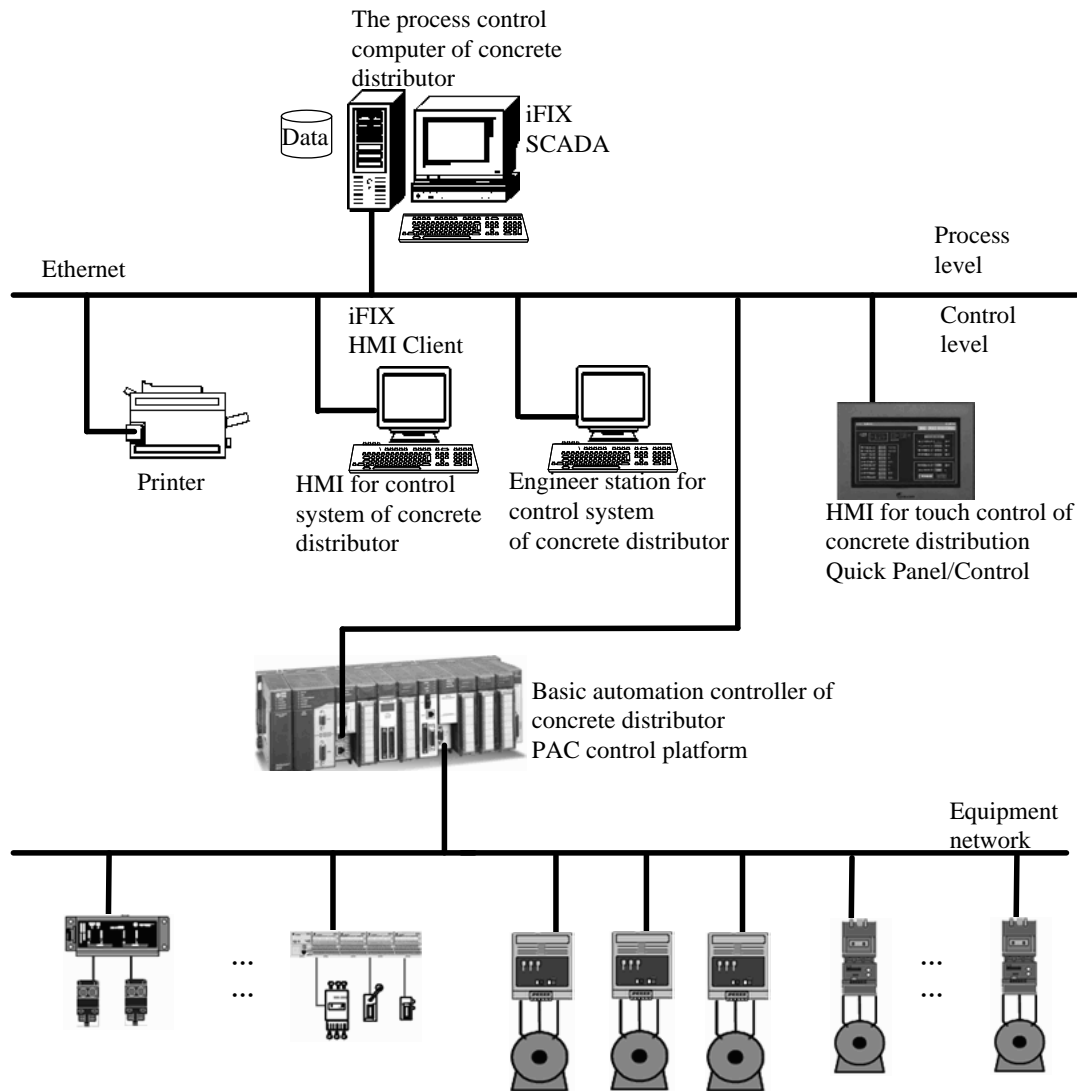 The process control
computer of concrete
distributor
Data
iFIX
SCADA
Ethernet
Process
level
Control
level
iFIX
HMI Client
Printer
HMI for control
system of concrete
distributor
Engineer station for
control system
of concrete distributor
HMI for touch control of
concrete distribution
Quick Panel/Control
Basic automation controller of
concrete distributor
PAC control platform
Equipment
network
...
...
...
...